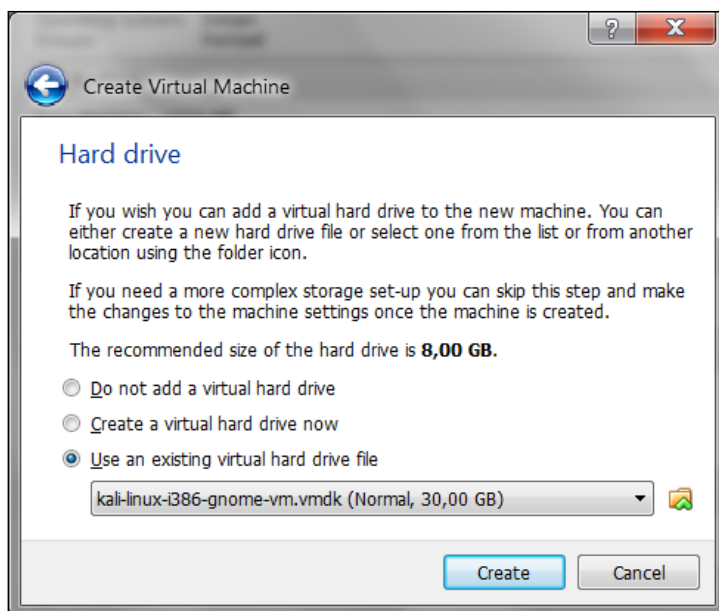 ?
X
Create Virtual Machine
Hard drive
If you wish you can add a virtual hard drive to the new machine. You can
either create a new hard drive file or select one from the list or from another
location using the folder icon.
If you need a more complex storage set-up you can skip this step and make
the changes to the machine settings once the machine is created.
The recommended size of the hard drive is 8,00 GB.
Do not add a virtual hard drive
Create a virtual hard drive now
Use an existing virtual hard drive file
kali-linux-i386-gnome-vm.vmdk (Normal, 30,00 GB)
Create Cancel